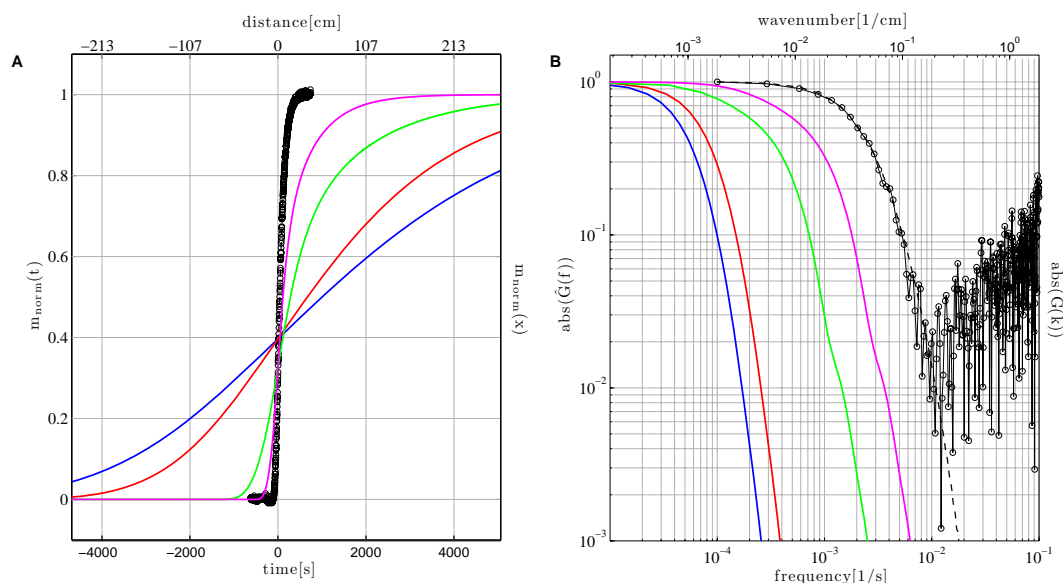 distance[cm]
−213 −107 0 107 213
A
1
0.8
0.6
0.4
0.2
0
m_norm(t)
m_norm(x)
−4000 −2000 0 2000 4000
time[s]
wavenumber[1/cm]
10^−3 10^−2 10^−1 10^0
B
10^0
10^−1
10^−2
10^−3
abs(Ĝ(f))
abs(Ĝ(k))
10^−4 10^−3 10^−2 10^−1
frequency[1/s]